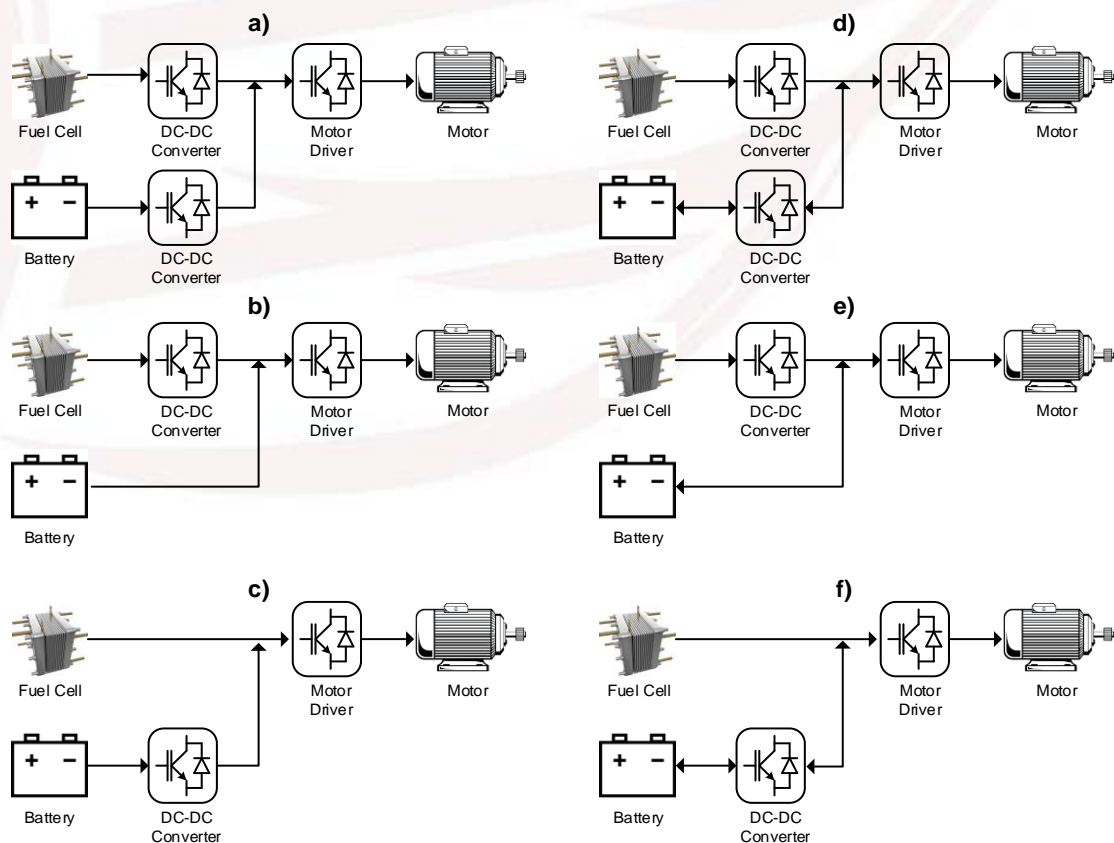 a)
Fuel Cell
DC-DC
Converter
Motor
Driver
Motor
+ −
Battery
DC-DC
Converter
d)
Fuel Cell
DC-DC
Converter
Motor
Driver
Motor
+ −
Battery
DC-DC
Converter
b)
Fuel Cell
DC-DC
Converter
Motor
Driver
Motor
+ −
Battery
e)
Fuel Cell
DC-DC
Converter
Motor
Driver
Motor
+ −
Battery
c)
Fuel Cell
Motor
Driver
Motor
+ −
Battery
DC-DC
Converter
f)
Fuel Cell
Motor
Driver
Motor
+ −
Battery
DC-DC
Converter